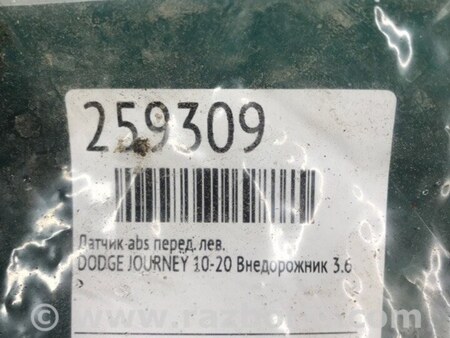 259309
Датчик abs перед. лев.
DODGE JOURNEY 10-20 Внедорожник 3.6